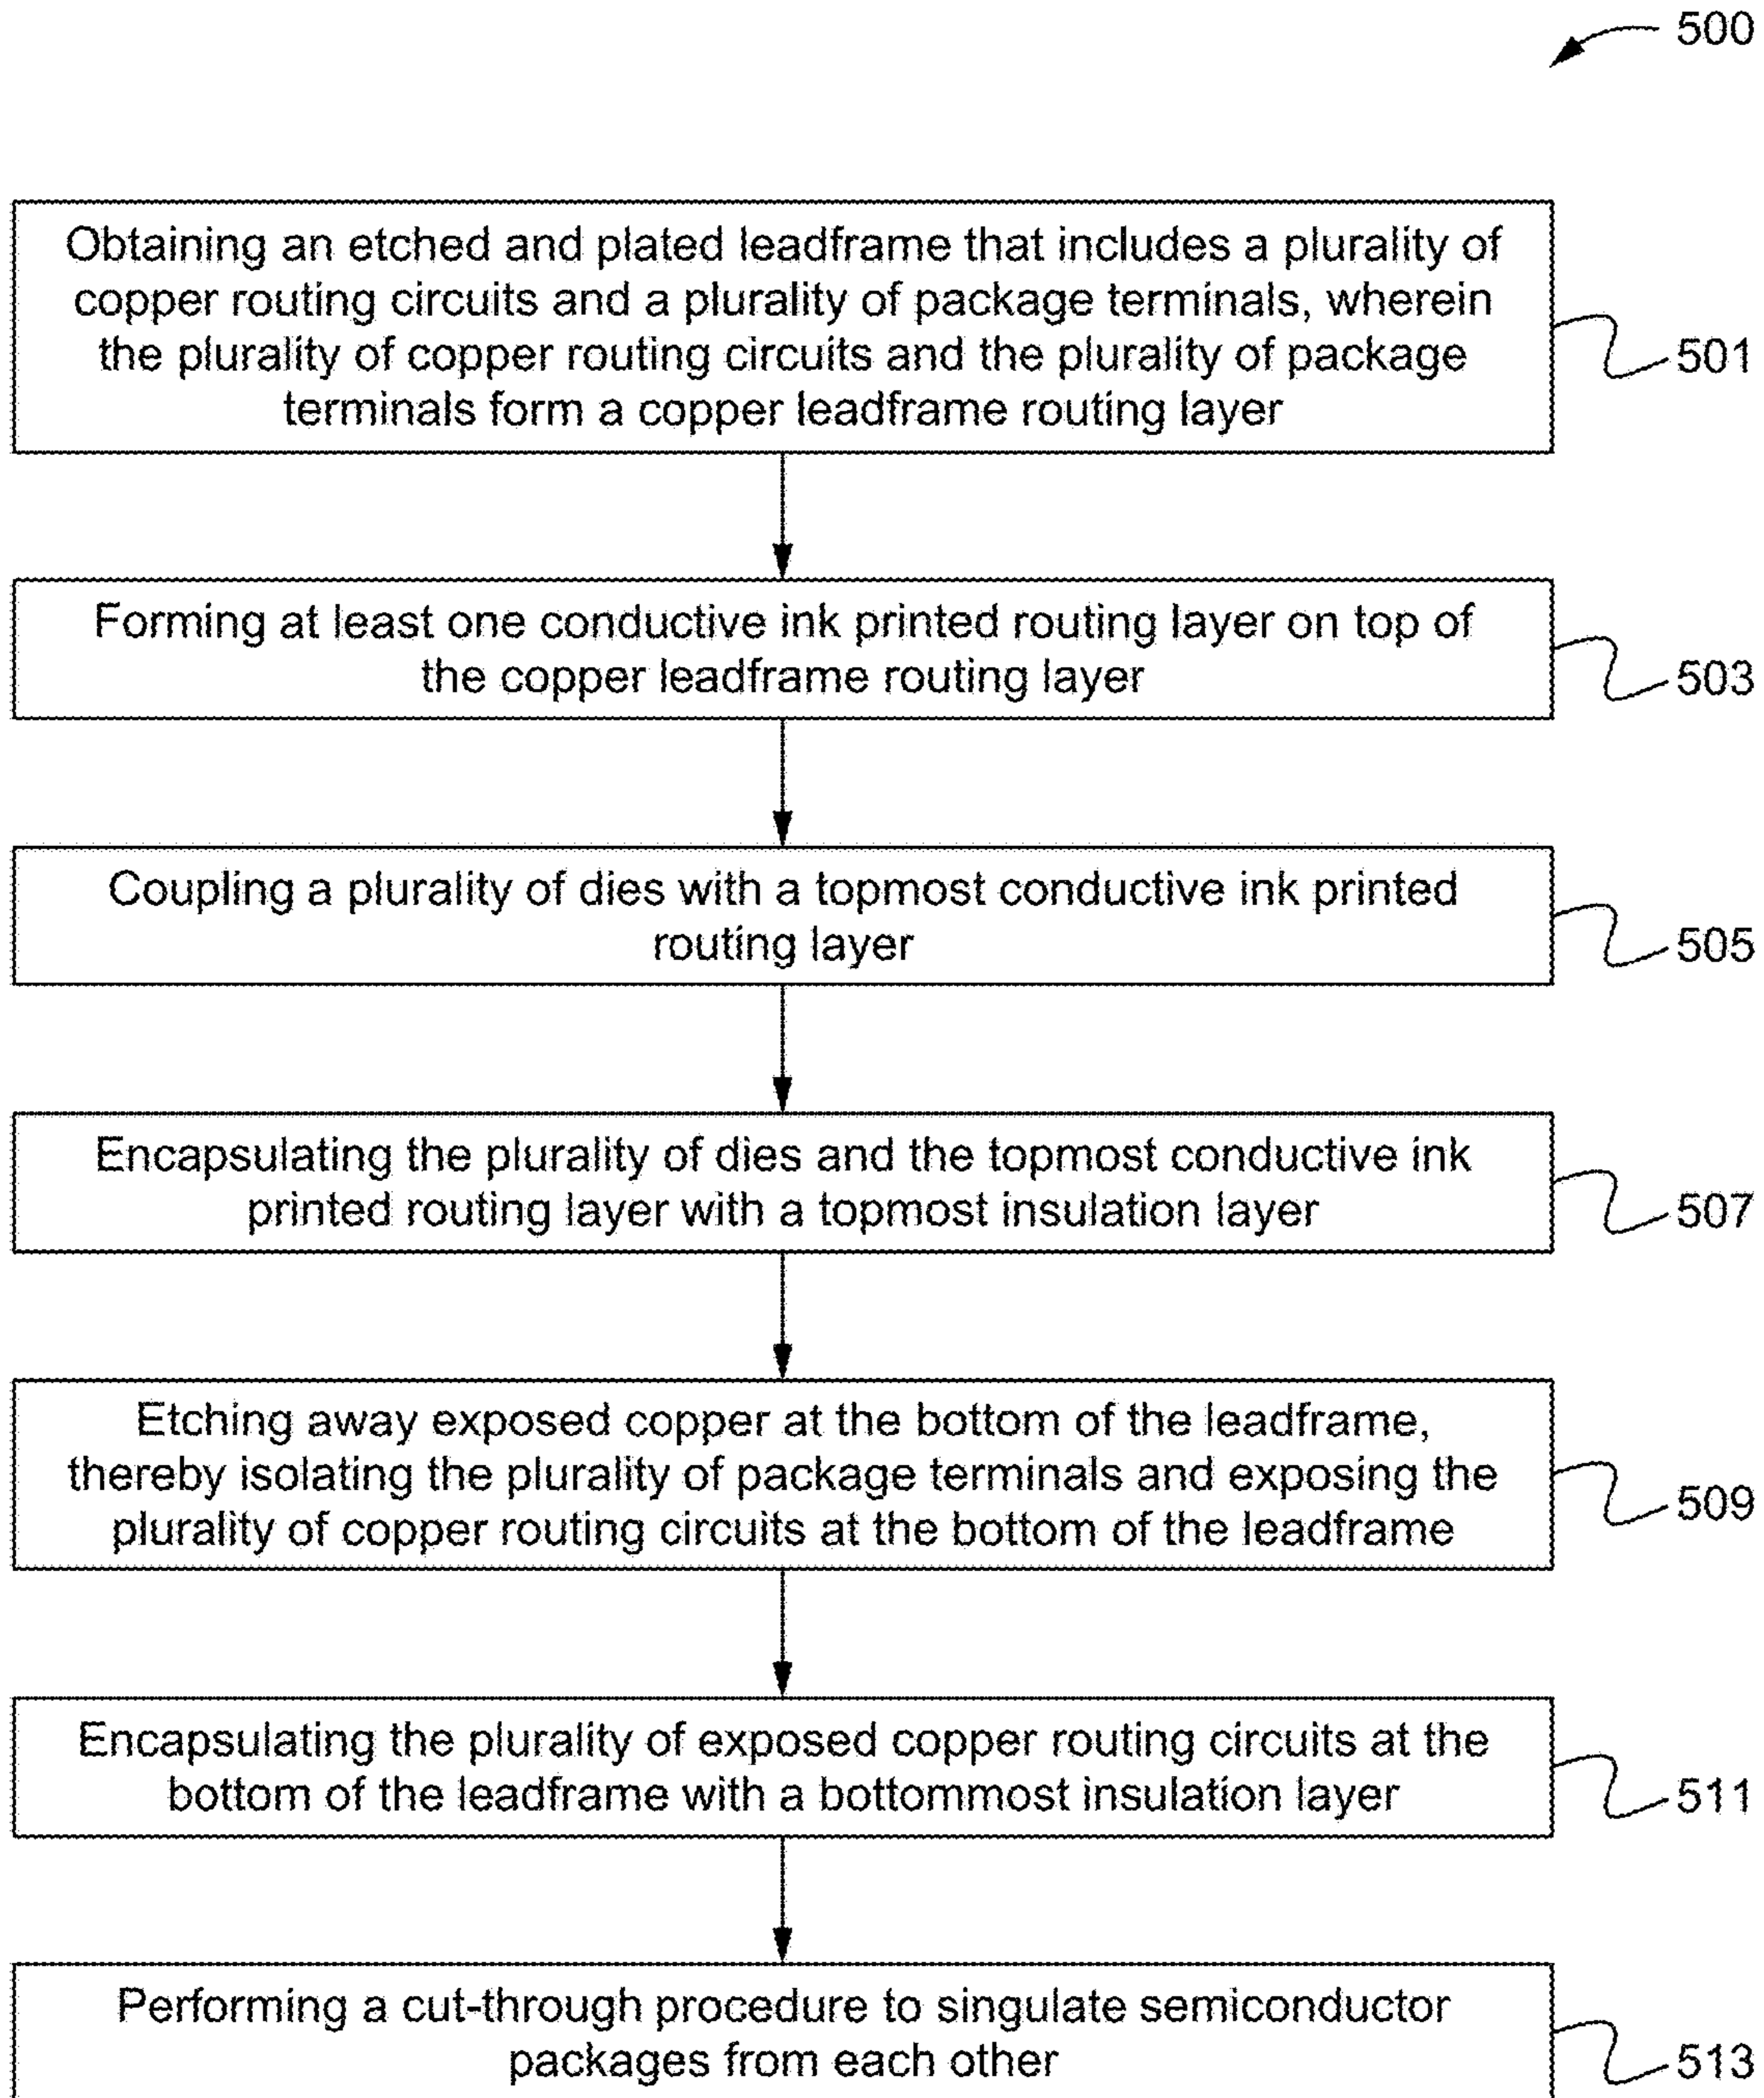 500
Obtaining an etched and plated leadframe that includes a plurality of
copper routing circuits and a plurality of package terminals, wherein
the plurality of copper routing circuits and the plurality of package
terminals form a copper leadframe routing layer
501
Forming at least one conductive ink printed routing layer on top of
the copper leadframe routing layer
503
Coupling a plurality of dies with a topmost conductive ink printed
routing layer
505
Encapsulating the plurality of dies and the topmost conductive ink
printed routing layer with a topmost insulation layer
507
Etching away exposed copper at the bottom of the leadframe,
thereby isolating the plurality of package terminals and exposing the
plurality of copper routing circuits at the bottom of the leadframe
509
Encapsulating the plurality of exposed copper routing circuits at the
bottom of the leadframe with a bottommost insulation layer
511
Performing a cut-through procedure to singulate semiconductor
packages from each other
513